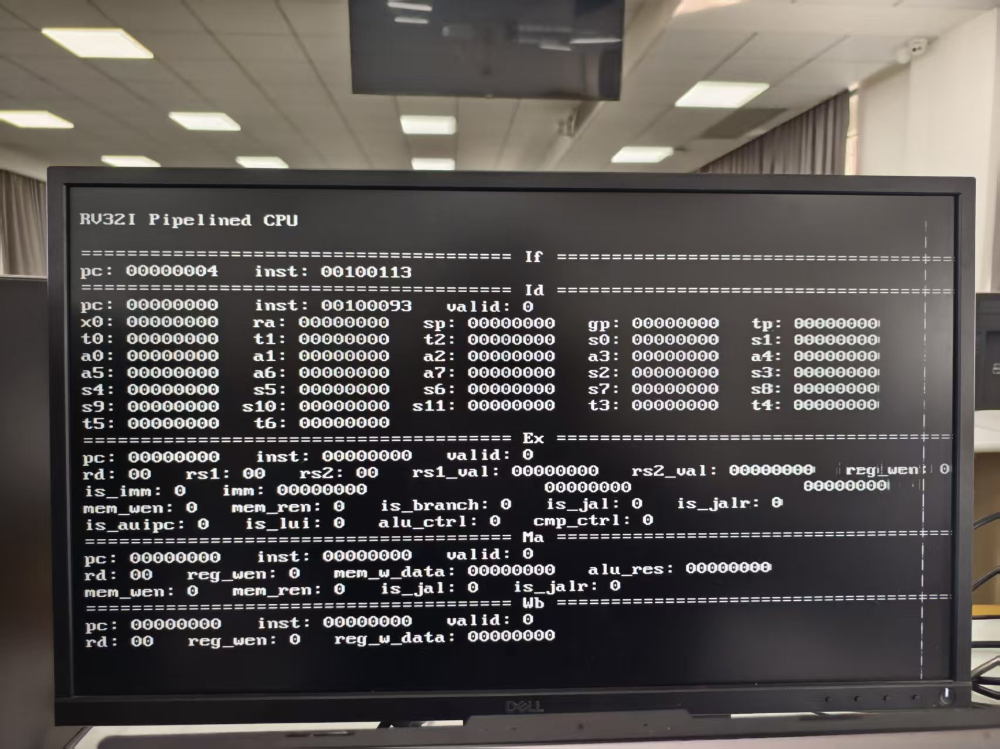 RV32I Pipelined CPU
====================================== If ===================================
pc: 00000004 inst: 00100113
====================================== Id ===================================
pc: 00000000 inst: 00100093 valid: 0
x0: 00000000 ra: 00000000 sp: 00000000 gp: 00000000 tp: 00000000
t0: 00000000 t1: 00000000 t2: 00000000 s0: 00000000 s1: 00000000
a0: 00000000 a1: 00000000 a2: 00000000 a3: 00000000 a4: 00000000
a5: 00000000 a6: 00000000 a7: 00000000 s2: 00000000 s3: 00000000
s4: 00000000 s5: 00000000 s6: 00000000 s7: 00000000 s8: 00000000
s9: 00000000 s10: 00000000 s11: 00000000 t3: 00000000 t4: 00000000
t5: 00000000 t6: 00000000
====================================== Ex ===================================
pc: 00000000 inst: 00000000 valid: 0
rd: 00 rs1: 00 rs2: 00 rs1_val: 00000000 rs2_val: 00000000 reg_wen: 0
is_imm: 0 imm: 00000000 00000000 00000000
mem_wen: 0 mem_ren: 0 is_branch: 0 is_jal: 0 is_jalr: 0
is_auipc: 0 is_lui: 0 alu_ctrl: 0 cmp_ctrl: 0
====================================== Ma ===================================
pc: 00000000 inst: 00000000 valid: 0
rd: 00 reg_wen: 0 mem_w_data: 00000000 alu_res: 00000000
mem_wen: 0 mem_ren: 0 is_jal: 0 is_jalr: 0
====================================== Wb ===================================
pc: 00000000 inst: 00000000 valid: 0
rd: 00 reg_wen: 0 reg_w_data: 00000000
DELL